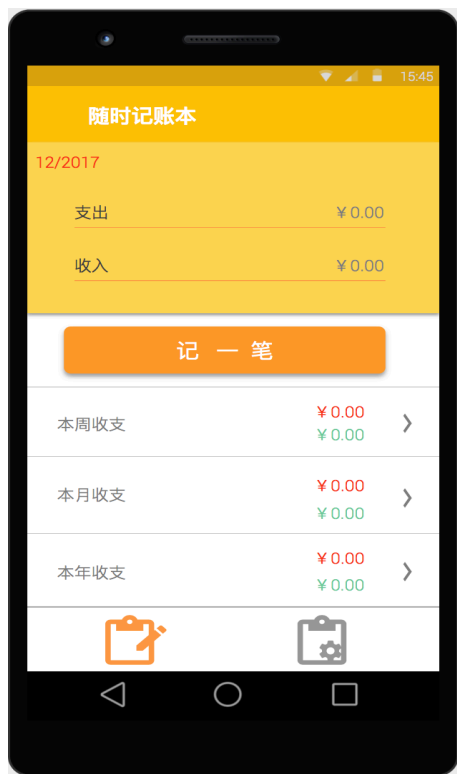 15:45
随时记账本
12/2017
支出 ¥0.00
收入 ¥0.00
记 一 笔
本周收支 ¥0.00
¥0.00
本月收支 ¥0.00
¥0.00
本年收支 ¥0.00
¥0.00